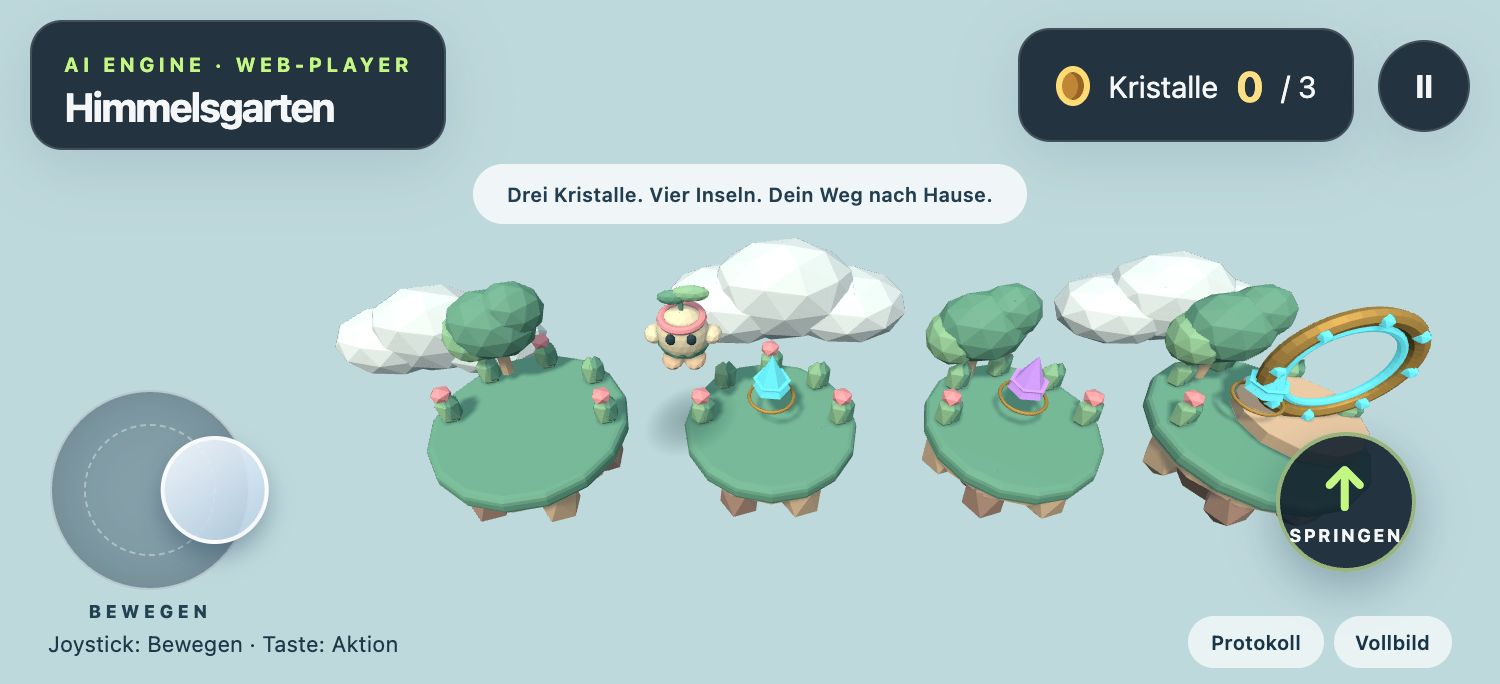 AI ENGINE · WEB-PLAYER
Himmelsgarten
Kristalle 0 / 3
Drei Kristalle. Vier Inseln. Dein Weg nach Hause.
SPRINGEN
BEWEGEN
Joystick: Bewegen · Taste: Aktion
Protokoll
Vollbild